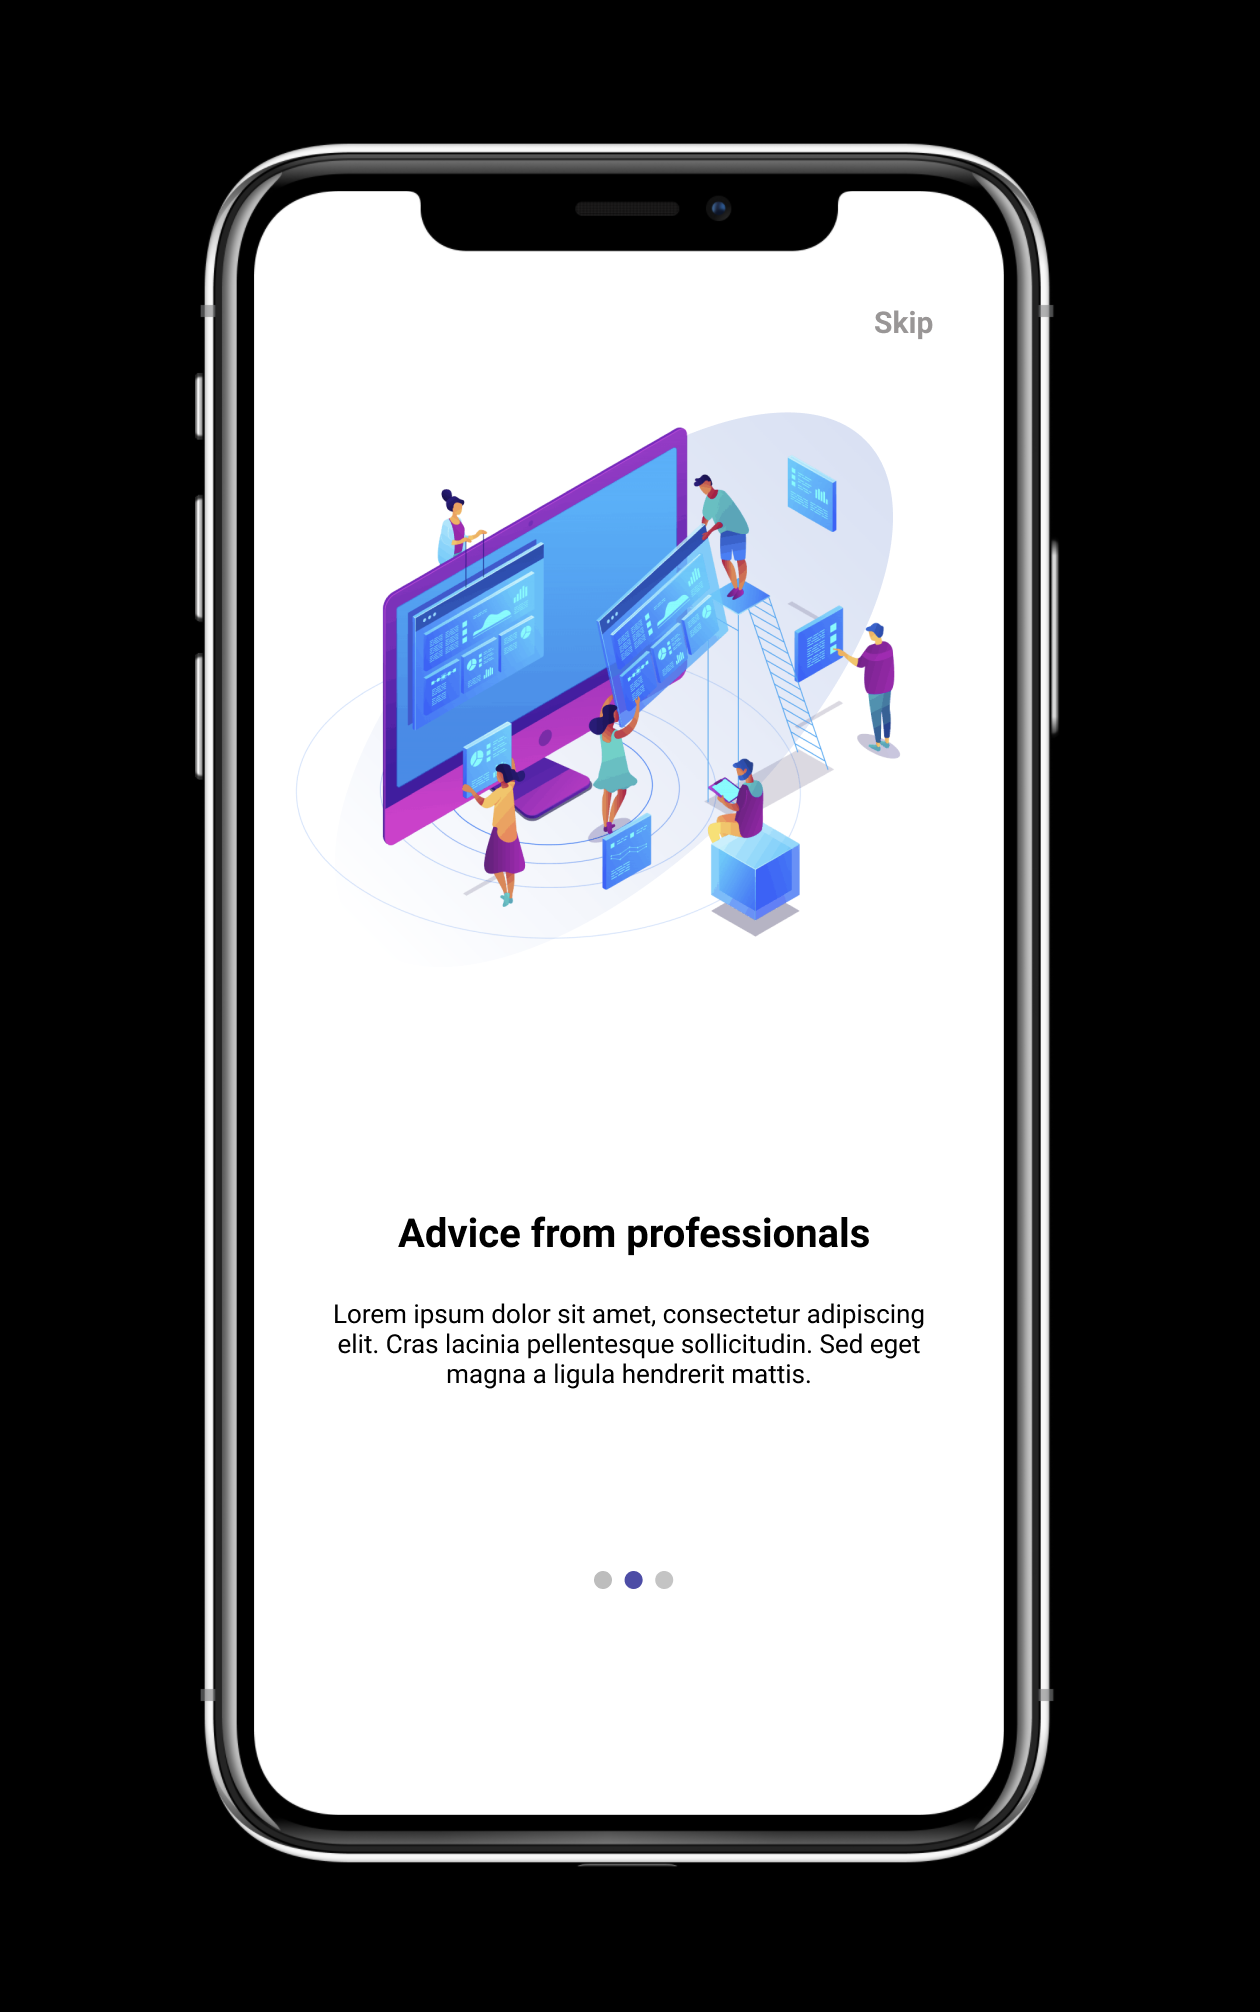 Skip
Advice from professionals
Lorem ipsum dolor sit amet, consectetur adipiscing
elit. Cras lacinia pellentesque sollicitudin. Sed eget
magna a ligula hendrerit mattis.